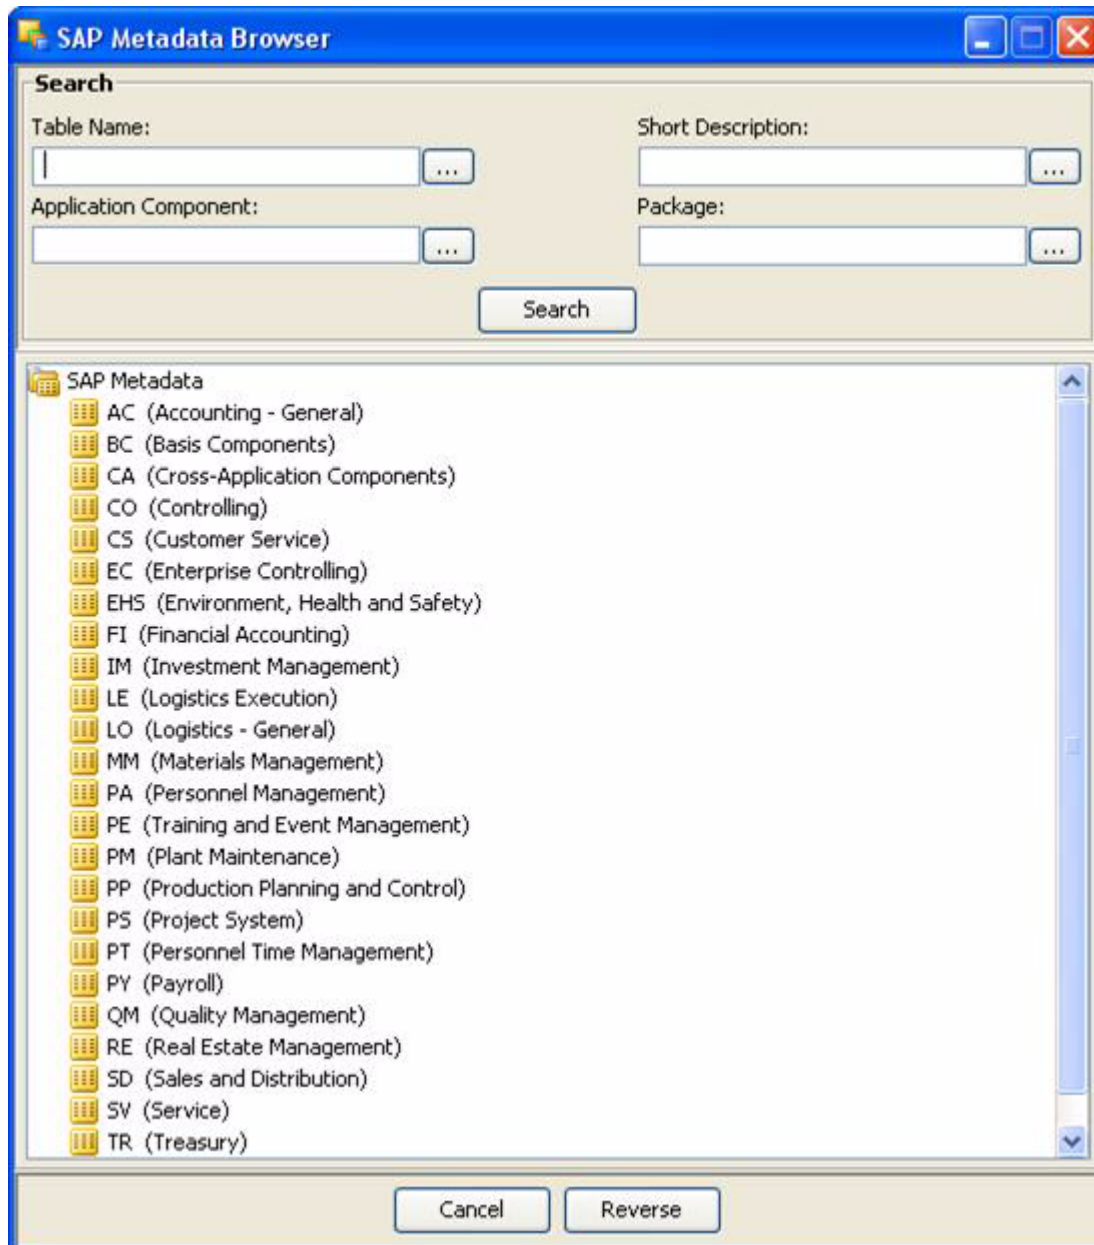 SAP Metadata Browser
Search
Table Name: Short Description:
... ...
Application Component: Package:
... ...
Search
SAP Metadata
AC (Accounting - General)
BC (Basis Components)
CA (Cross-Application Components)
CO (Controlling)
CS (Customer Service)
EC (Enterprise Controlling)
EHS (Environment, Health and Safety)
FI (Financial Accounting)
IM (Investment Management)
LE (Logistics Execution)
LO (Logistics - General)
MM (Materials Management)
PA (Personnel Management)
PE (Training and Event Management)
PM (Plant Maintenance)
PP (Production Planning and Control)
PS (Project System)
PT (Personnel Time Management)
PY (Payroll)
QM (Quality Management)
RE (Real Estate Management)
SD (Sales and Distribution)
SV (Service)
TR (Treasury)
Cancel Reverse